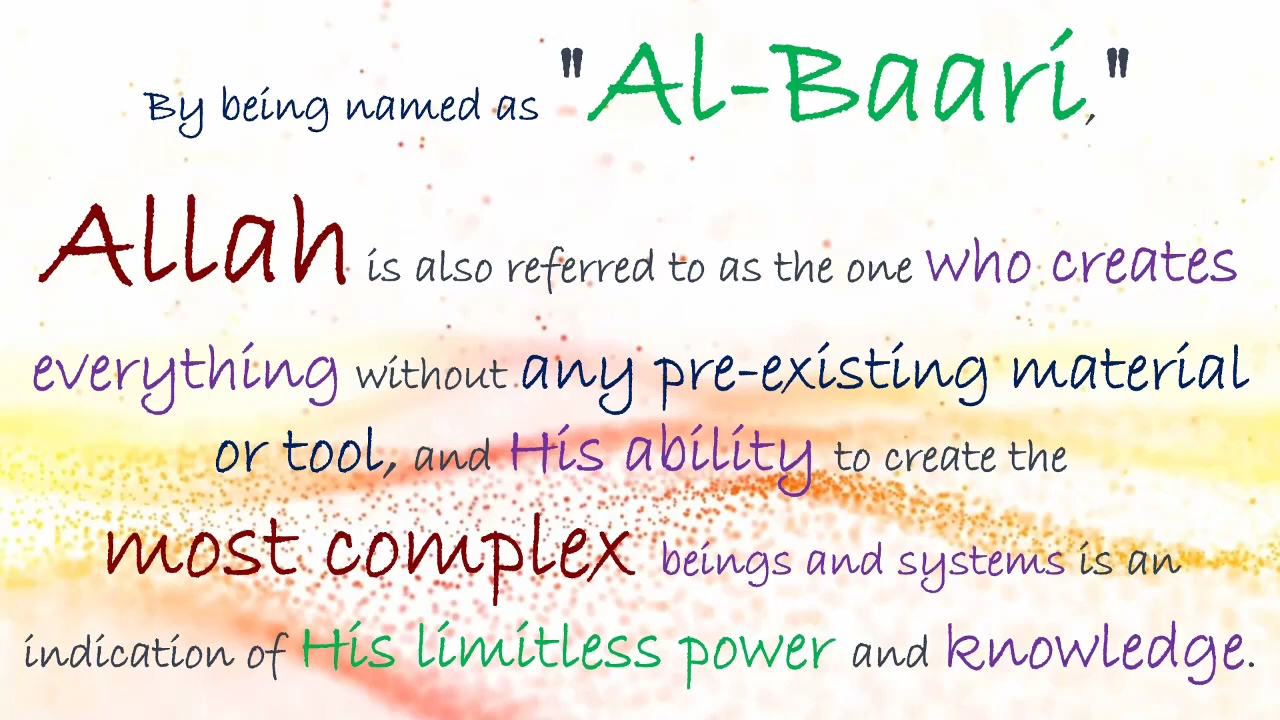 By being named as "Al-Baari,"
Allah is also referred to as the one who creates
everything without any pre-existing material
or tool, and His ability to create the
most complex beings and systems is an
indication of His limitless power and knowledge.